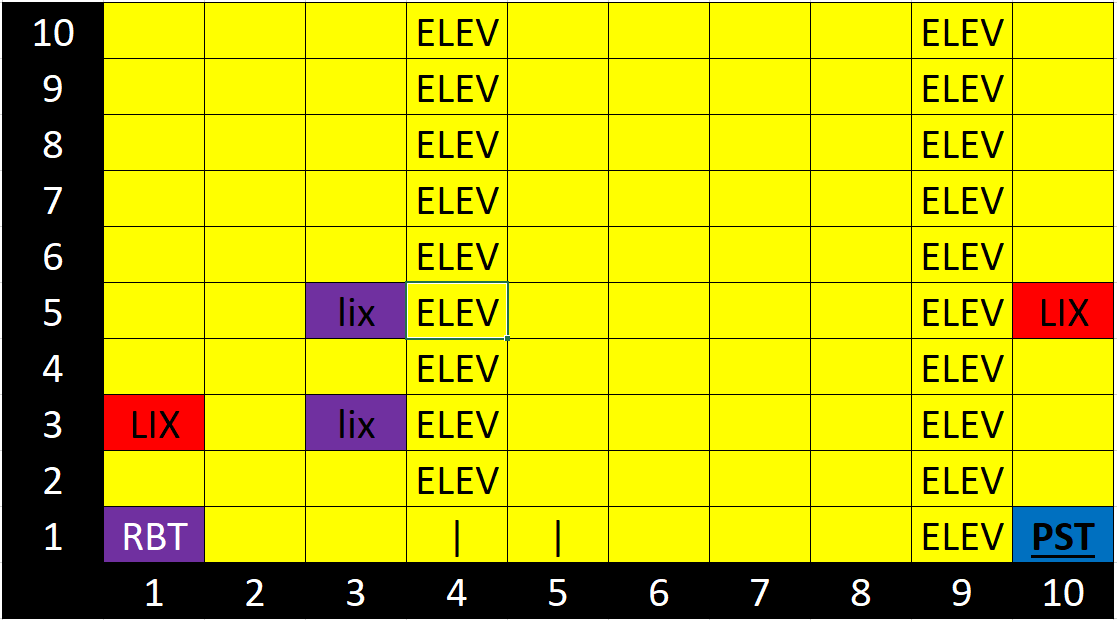 10 ELEV ELEV
9 ELEV ELEV
8 ELEV ELEV
7 ELEV ELEV
6 ELEV ELEV
5 lix ELEV ELEV LIX
4 ELEV ELEV
3 LIX lix ELEV ELEV
2 ELEV ELEV
1 RBT | | ELEV PST
1 2 3 4 5 6 7 8 9 10